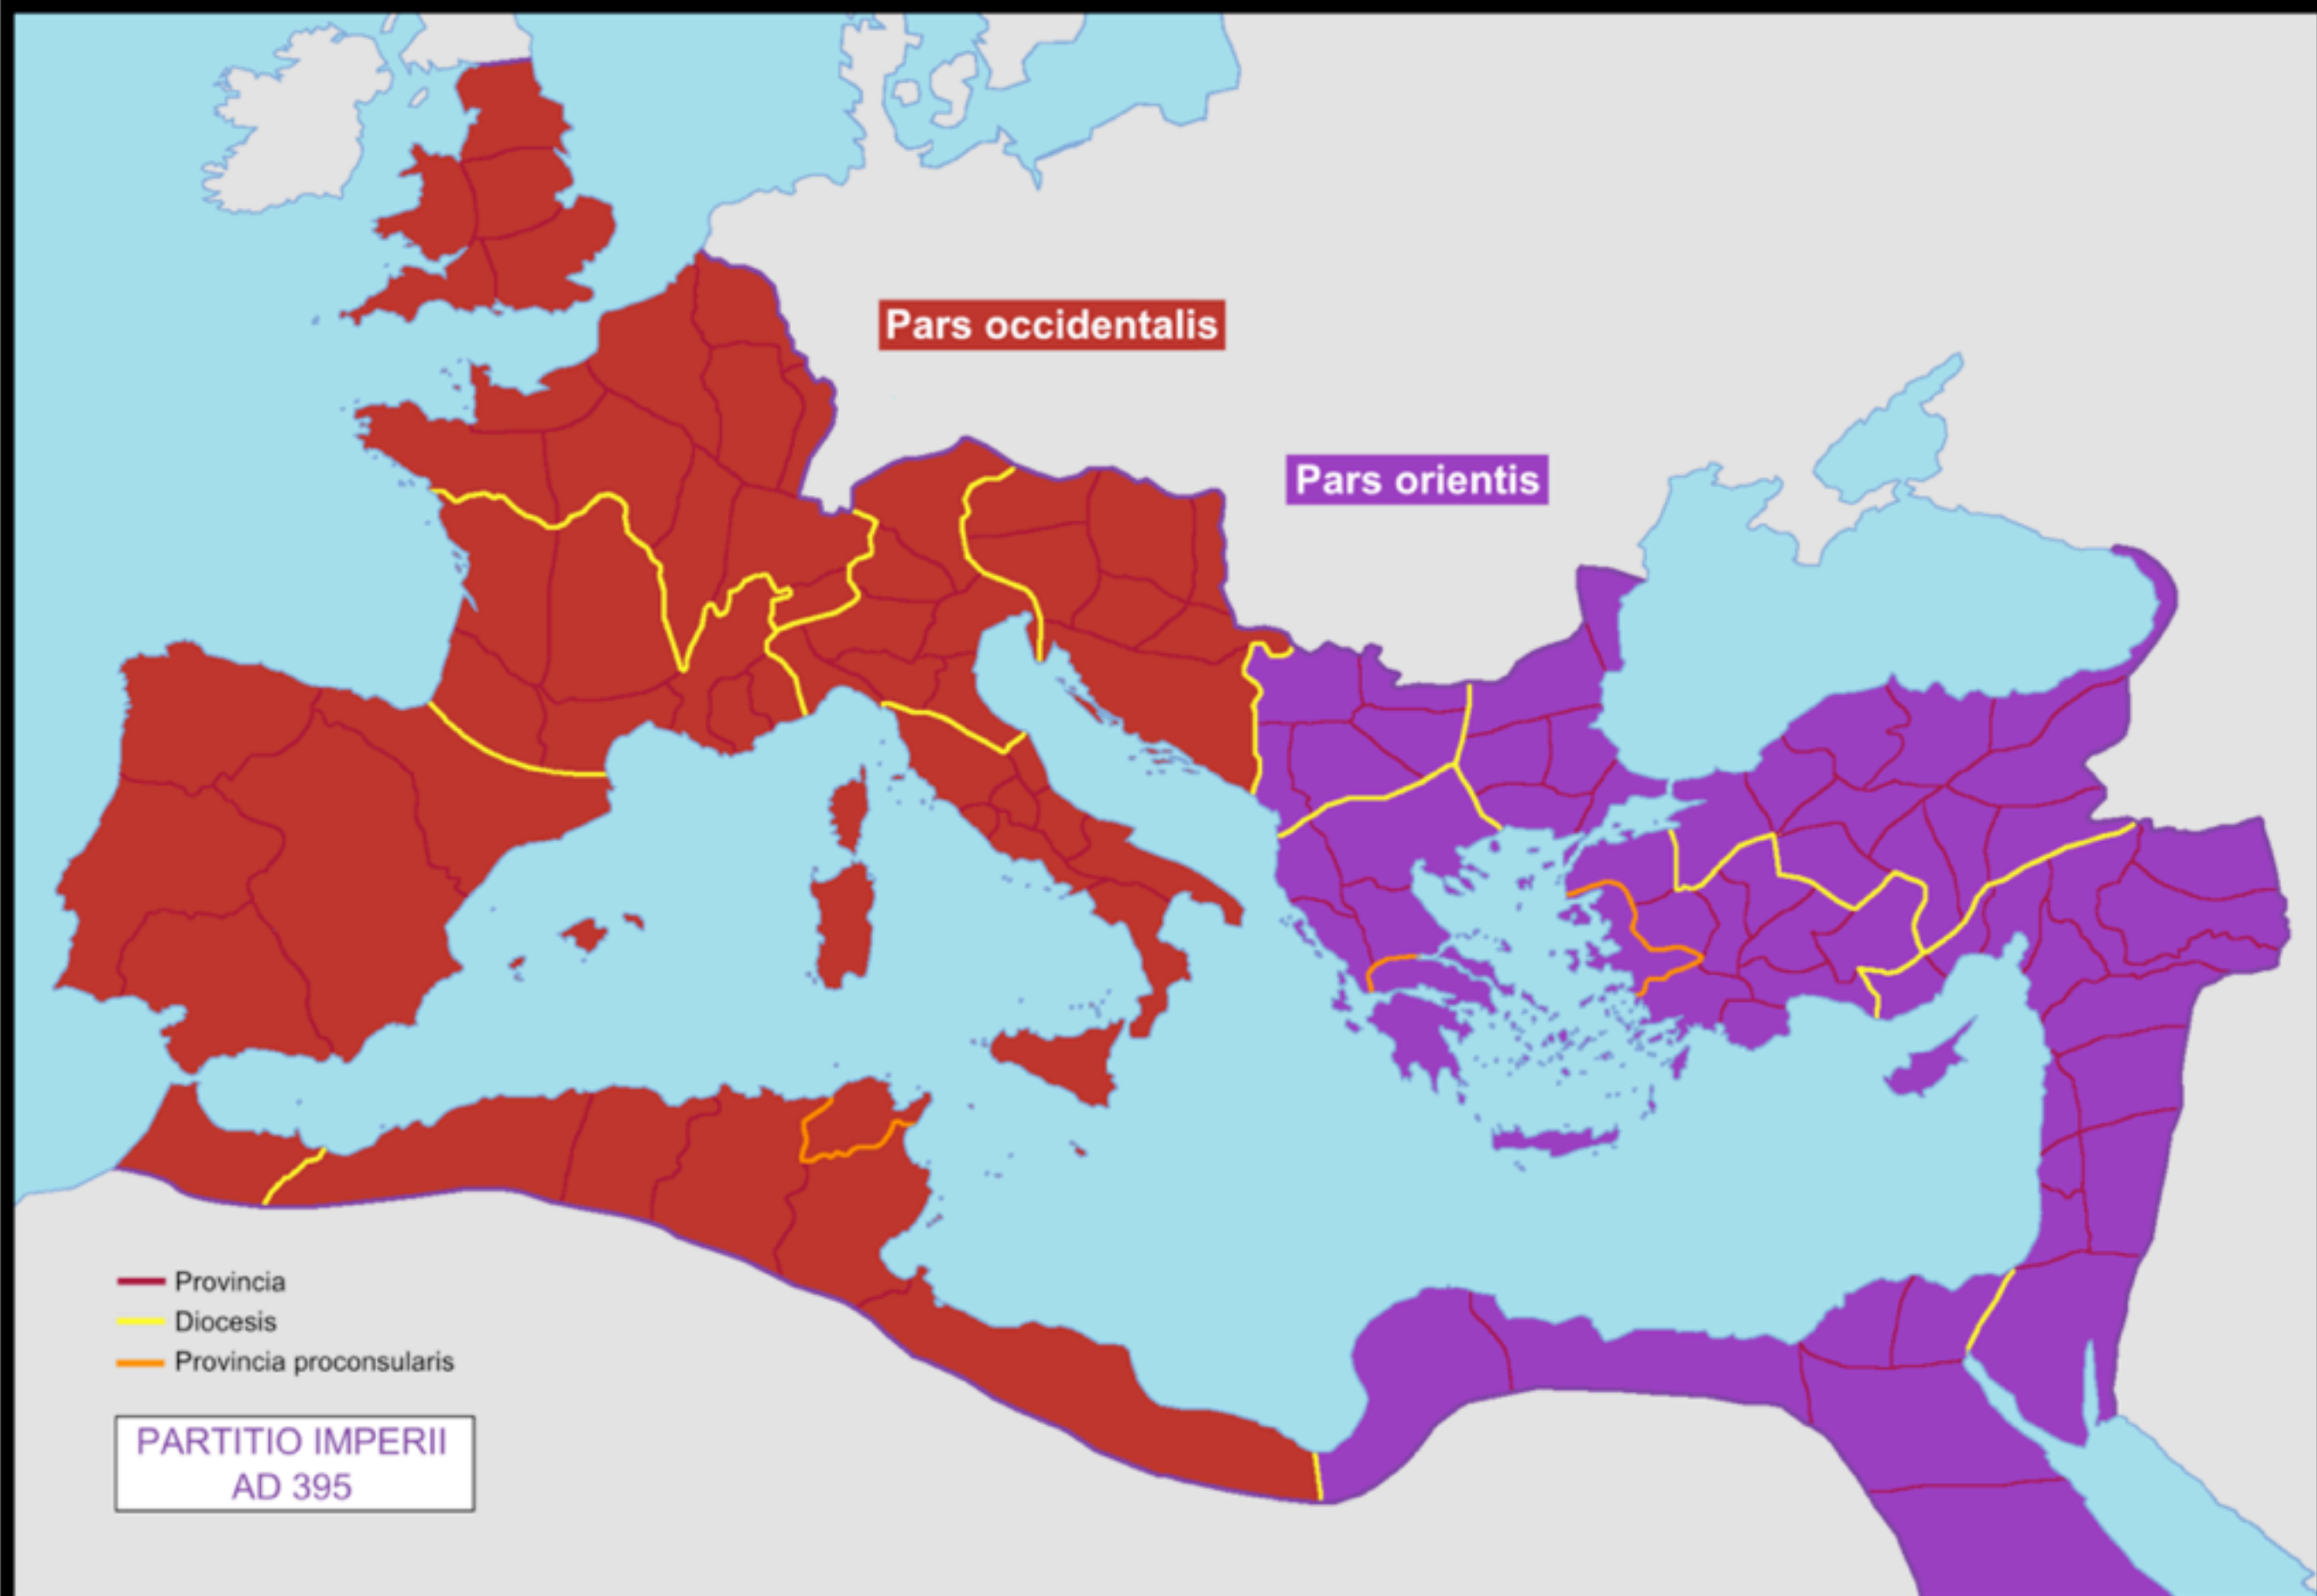 Pars occidentalis
Pars orientis
Provincia
Diocesis
Provincia proconsularis
PARTITIO IMPERII
AD 395